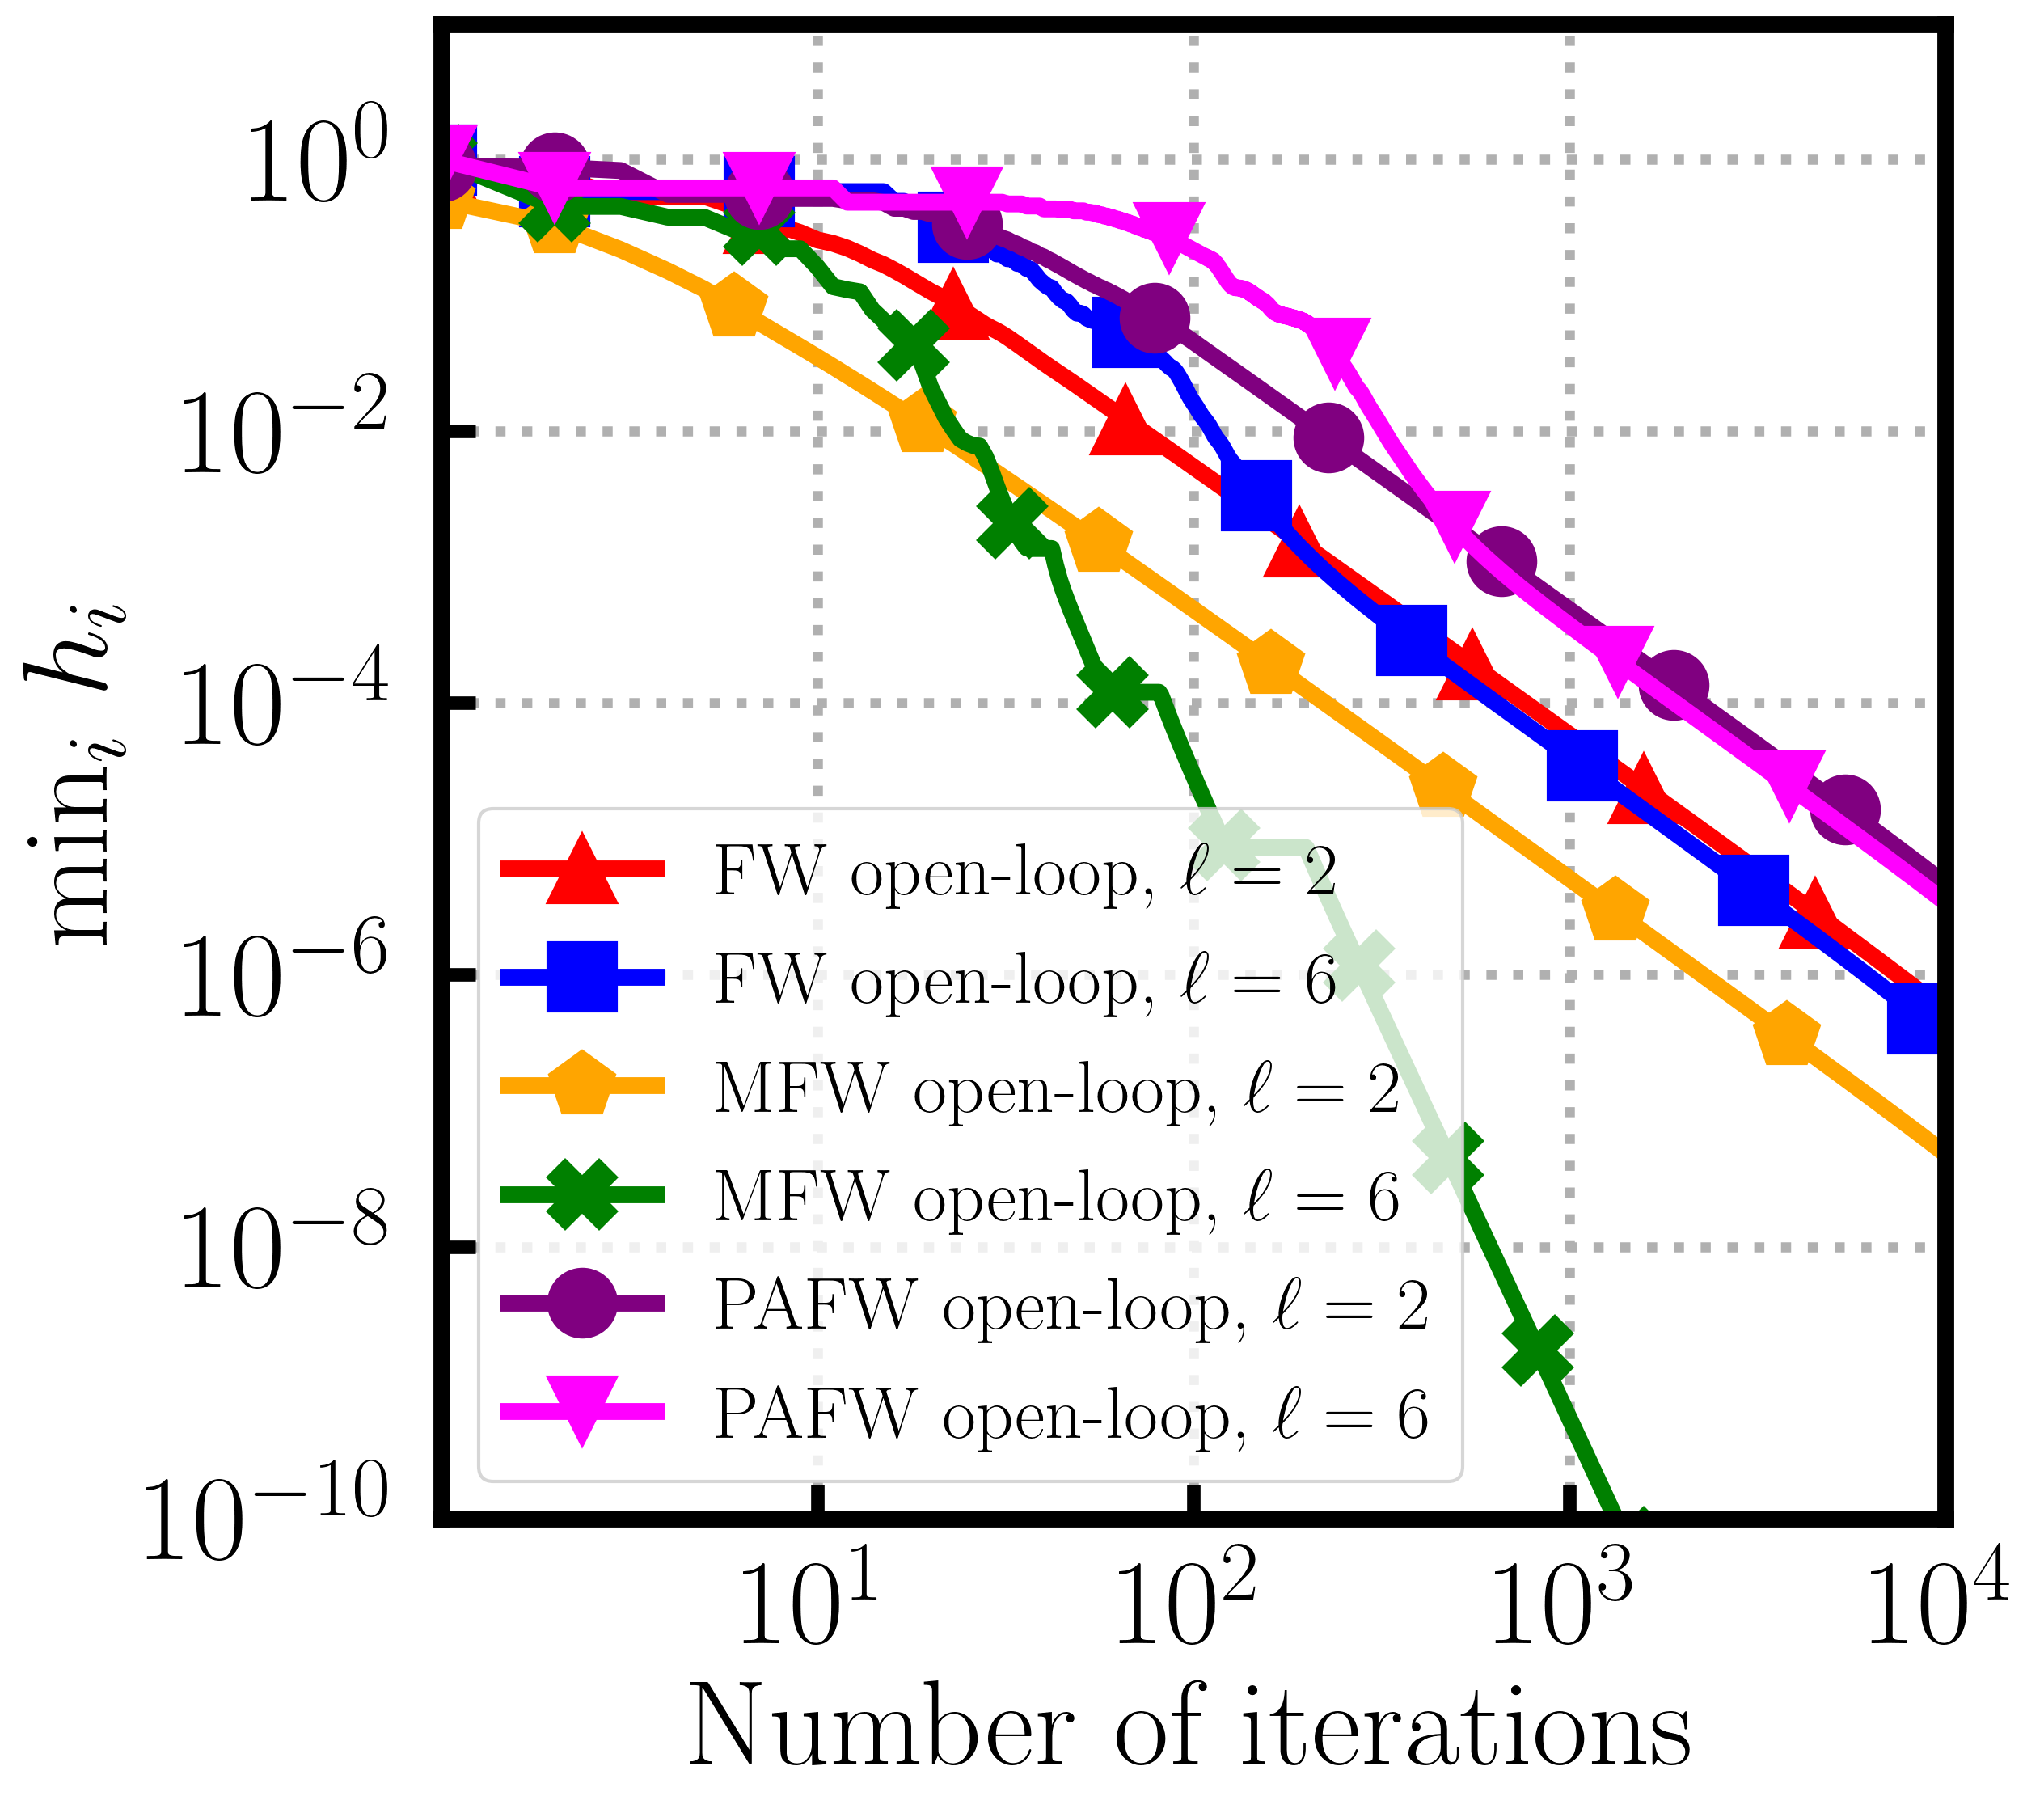 min_i h_i
10^0
10^{-2}
10^{-4}
10^{-6}
10^{-8}
10^{-10}
FW open-loop, ℓ = 2
FW open-loop, ℓ = 6
MFW open-loop, ℓ = 2
MFW open-loop, ℓ = 6
PAFW open-loop, ℓ = 2
PAFW open-loop, ℓ = 6
10^1 10^2 10^3 10^4
Number of iterations